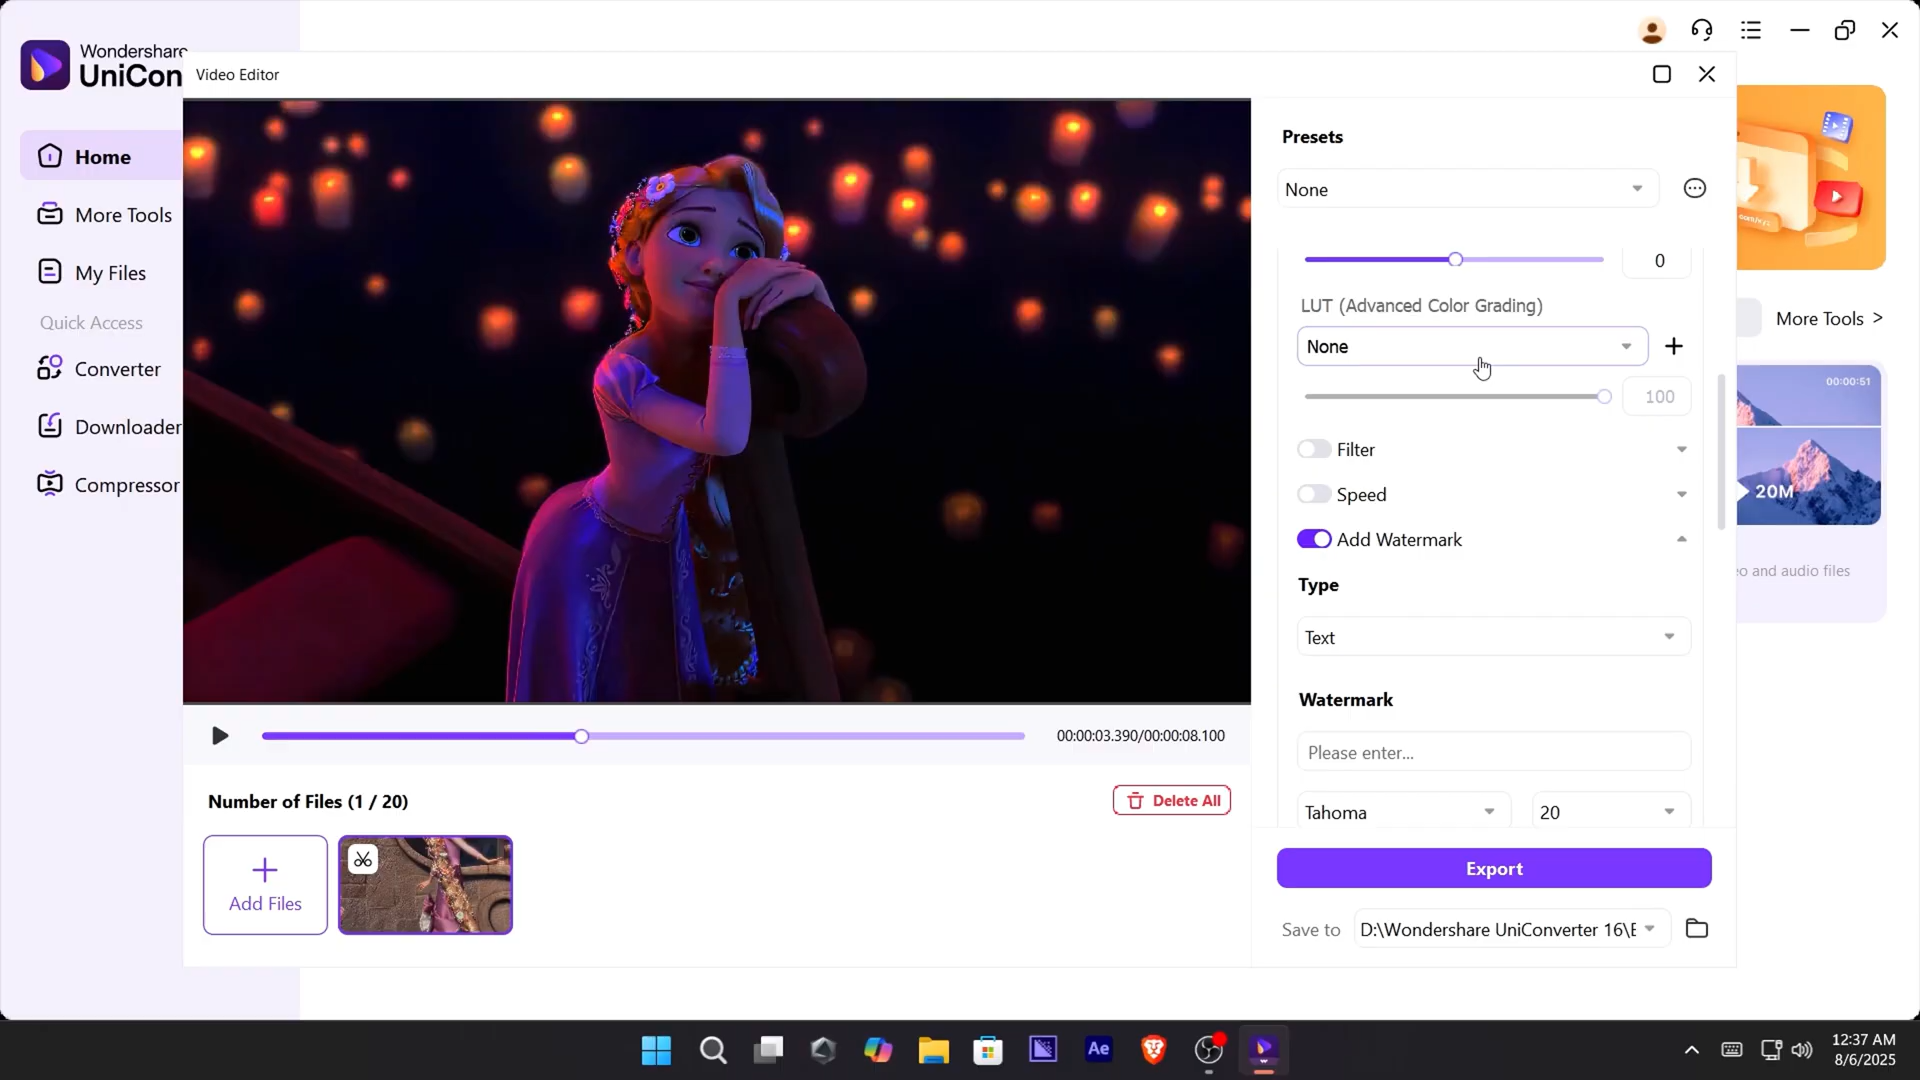 Wondershare
UniCon
Home
More Tools
My Files
Quick Access
Converter
Downloader
Compressor
Video Editor
00:00:03.390/00:00:08.100
Number of Files (1 / 20)
Delete All
Add Files
Presets
None
0
LUT (Advanced Color Grading)
None
100
Filter
Speed
Add Watermark
Type
Text
Watermark
Please enter...
Tahoma
20
Export
Save to
D:\Wondershare UniConverter 16\E
More Tools >
00:00:51
20M
eo and audio files
Ae
12:37 AM
8/6/2025